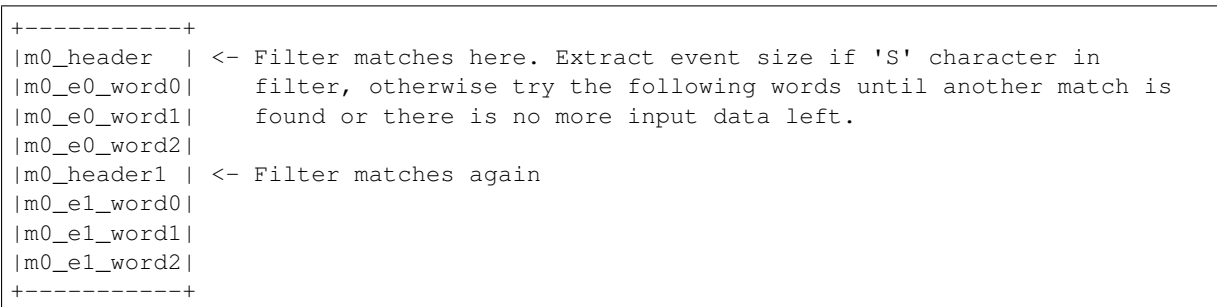 +-----------+
|m0_header  | <- Filter matches here. Extract event size if 'S' character in
|m0_e0_word0|    filter, otherwise try the following words until another match is
|m0_e0_word1|    found or there is no more input data left.
|m0_e0_word2|
|m0_header1 | <- Filter matches again
|m0_e1_word0|
|m0_e1_word1|
|m0_e1_word2|
+-----------+